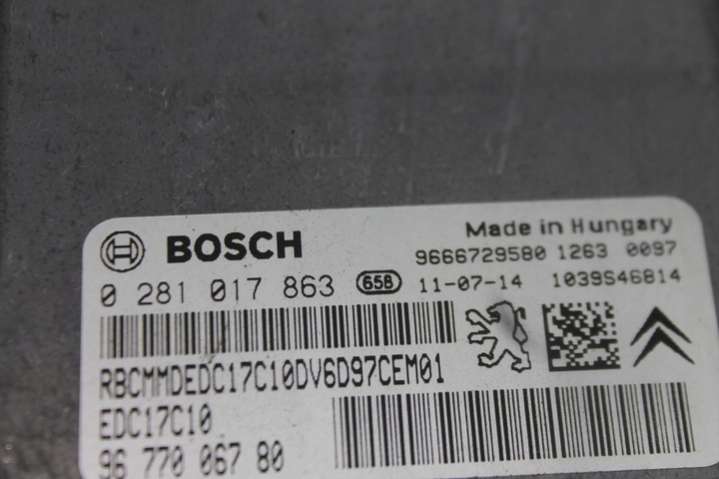 BOSCH
Made in Hungary
9666729580 1263 0097
0 281 017 863 658 11-07-14 1039S46814
RBCMMDEDC17C10DV6D97CEM01
EDC17C10
96 770 067 80